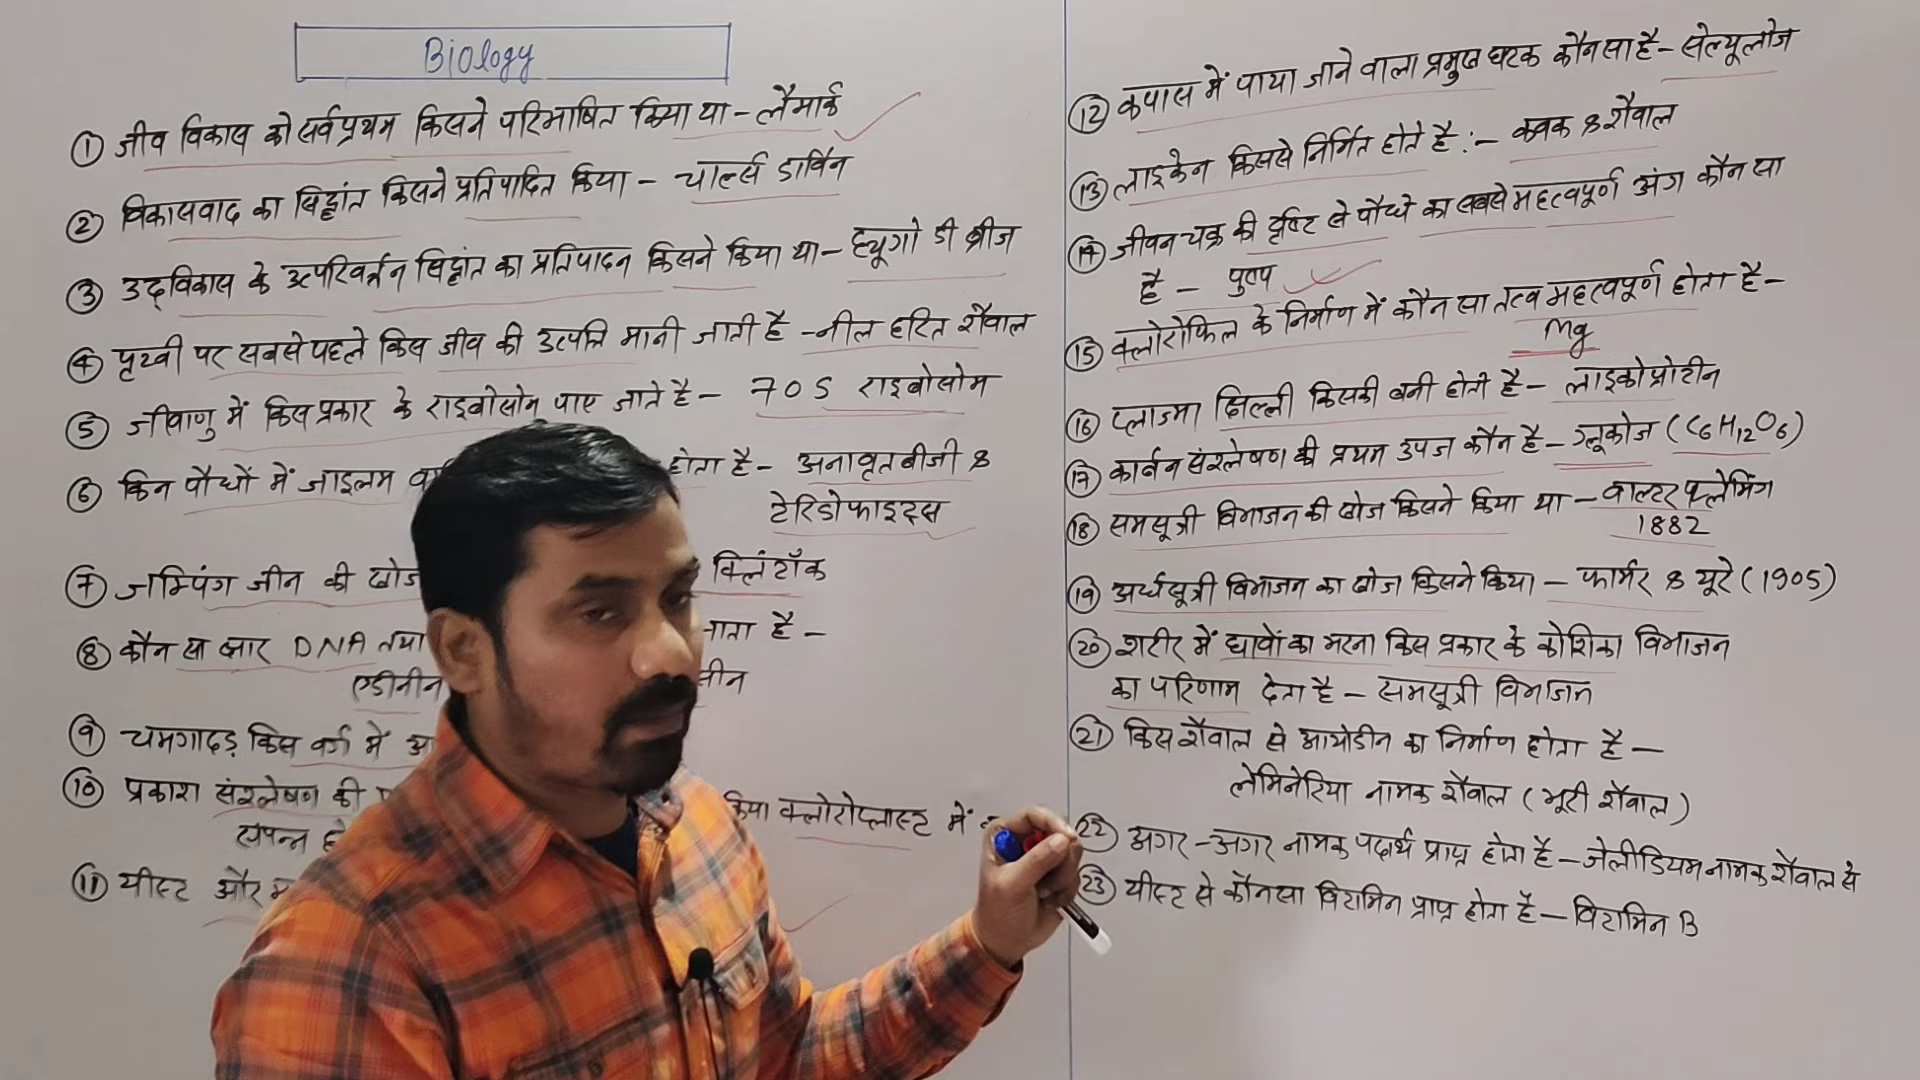 Biology
① जीव विकास को सर्वप्रथम किसने परिभाषित किया था - लैमार्क
② विकासवाद का सिद्धांत किसने प्रतिपादित किया - चार्ल्स डार्विन
③ उद्विकास के उत्परिवर्तन सिद्धांत का प्रतिपादन किसने किया था - ह्यूगो डी ब्रीज
④ पृथ्वी पर सबसे पहले किस जीव की उत्पत्ति मानी जाती है - नील हरित शैवाल
⑤ जीवाणु में किस प्रकार के राइबोसोम पाए जाते है - 70 S राइबोसोम
⑥ किन पौधों में जाइलम होता है - अनावृतबीजी &
टेरिडोफाइट्स
⑦ जम्पिंग जीन की खोज क्लिंटॉक
⑧ कौन सा क्षार DNA तथा जाता है -
एडीनीन
⑨ चमगादड़ किस वर्ग में
⑩ प्रकाश संश्लेषण की क्रिया क्लोरोप्लास्ट में
संपन्न
⑪ यीस्ट और
⑫ कपास में पाया जाने वाला प्रमुख घटक कौन सा है - सेल्यूलोज
⑬ लाइकेन किससे निर्मित होते है :- कवक & शैवाल
⑭ जीवन चक्र की दृष्टि से पौधे का सबसे महत्वपूर्ण अंग कौन सा
है - पुष्प
⑮ क्लोरोफिल के निर्माण में कौन सा तत्व महत्वपूर्ण होता है -
Mg
⑯ प्लाज्मा झिल्ली किसकी बनी होती है - लाइकोप्रोटीन
⑰ कार्बन संश्लेषण की प्रथम उपज कौन है - ग्लूकोज (C6H12O6)
⑱ समसूत्री विभाजन की खोज किसने किया था - वाल्टर फ्लेमिंग
1882
⑲ अर्धसूत्री विभाजन का खोज किसने किया - फार्मर & मूरे (1905)
⑳ शरीर में घावों का भरना किस प्रकार के कोशिका विभाजन
का परिणाम देता है - समसूत्री विभाजन
㉑ किस शैवाल से आयोडीन का निर्माण होता है -
लेमिनेरिया नामक शैवाल (भूरी शैवाल)
㉒ अगर-अगर नामक पदार्थ प्राप्त होता है - जेलीडियम नामक शैवाल से
㉓ यीस्ट से कौन सा विटामिन प्राप्त होता है - विटामिन B